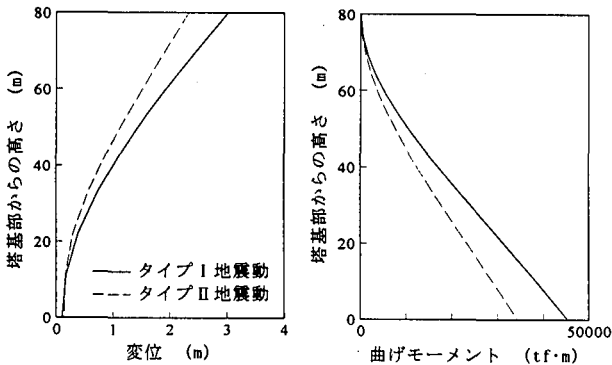 80
60
40
20
0
塔基部からの高さ (m)
タイプⅠ地震動
タイプⅡ地震動
0 1 2 3 4
変位 (m)
80
60
40
20
0
塔基部からの高さ (m)
0 50000
曲げモーメント (tf·m)